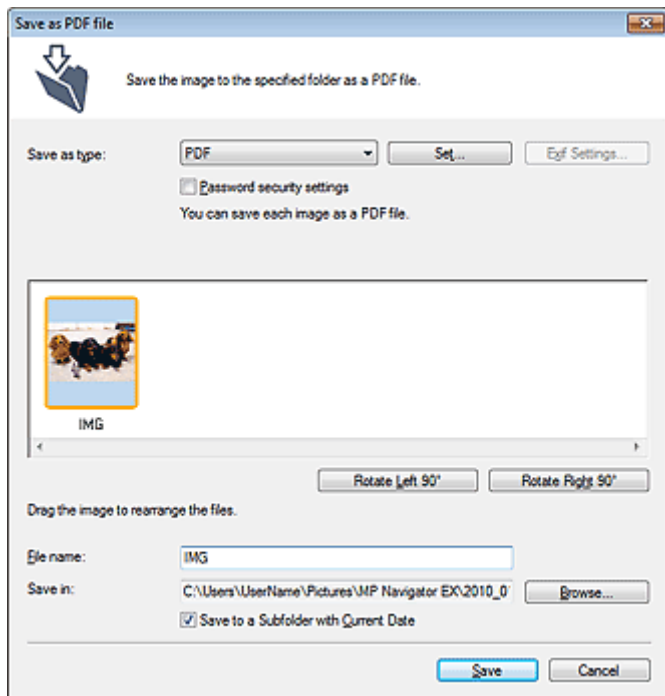 Save as PDF file
Save the image to the specified folder as a PDF file.
Save as type: PDF Set... Exif Settings...
Password security settings
You can save each image as a PDF file.
IMG
Rotate Left 90° Rotate Right 90°
Drag the image to rearrange the files.
File name: IMG
Save in: C:\Users\UserName\Pictures\MP Navigator EX\2010_0 Browse...
Save to a Subfolder with Current Date
Save Cancel